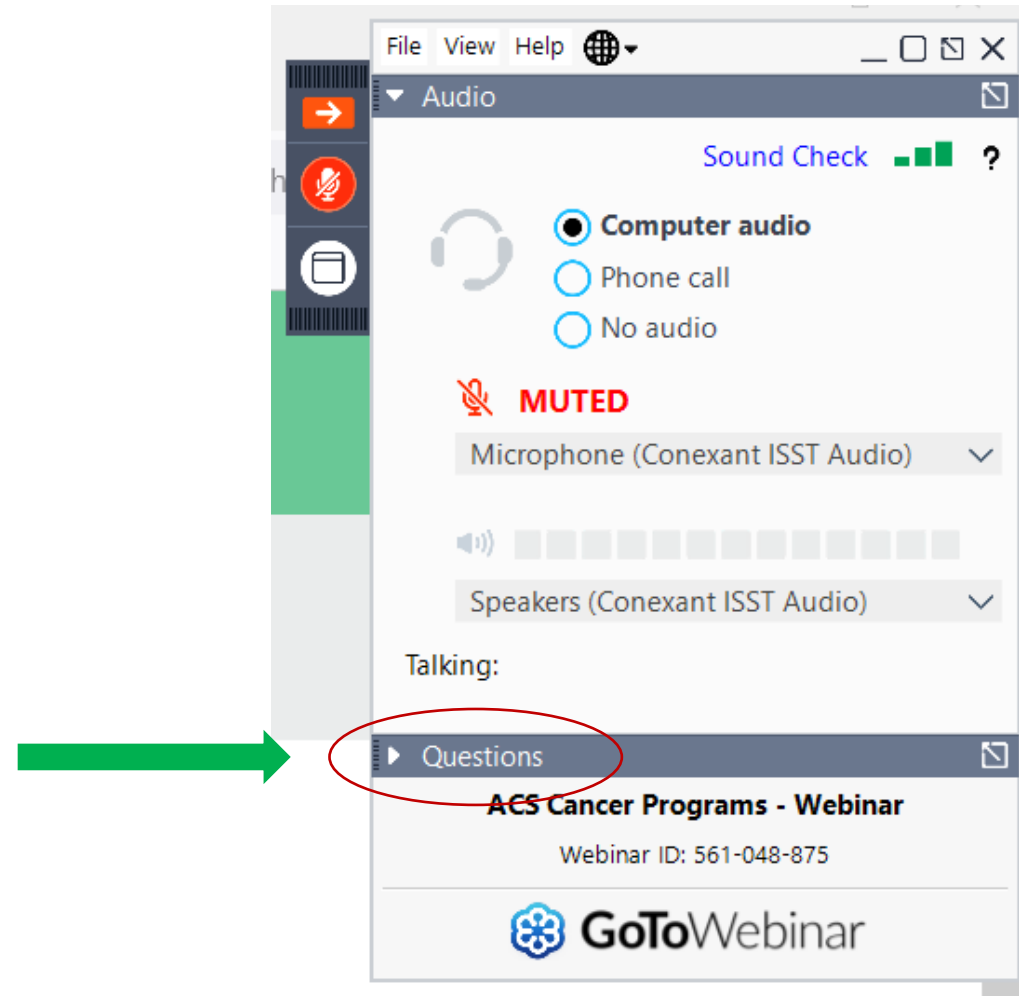 File View Help
Audio
Sound Check ?
h
Computer audio
Phone call
No audio
MUTED
Microphone (Conexant ISST Audio)
Speakers (Conexant ISST Audio)
Talking:
Questions
ACS Cancer Programs - Webinar
Webinar ID: 561-048-875
GoToWebinar